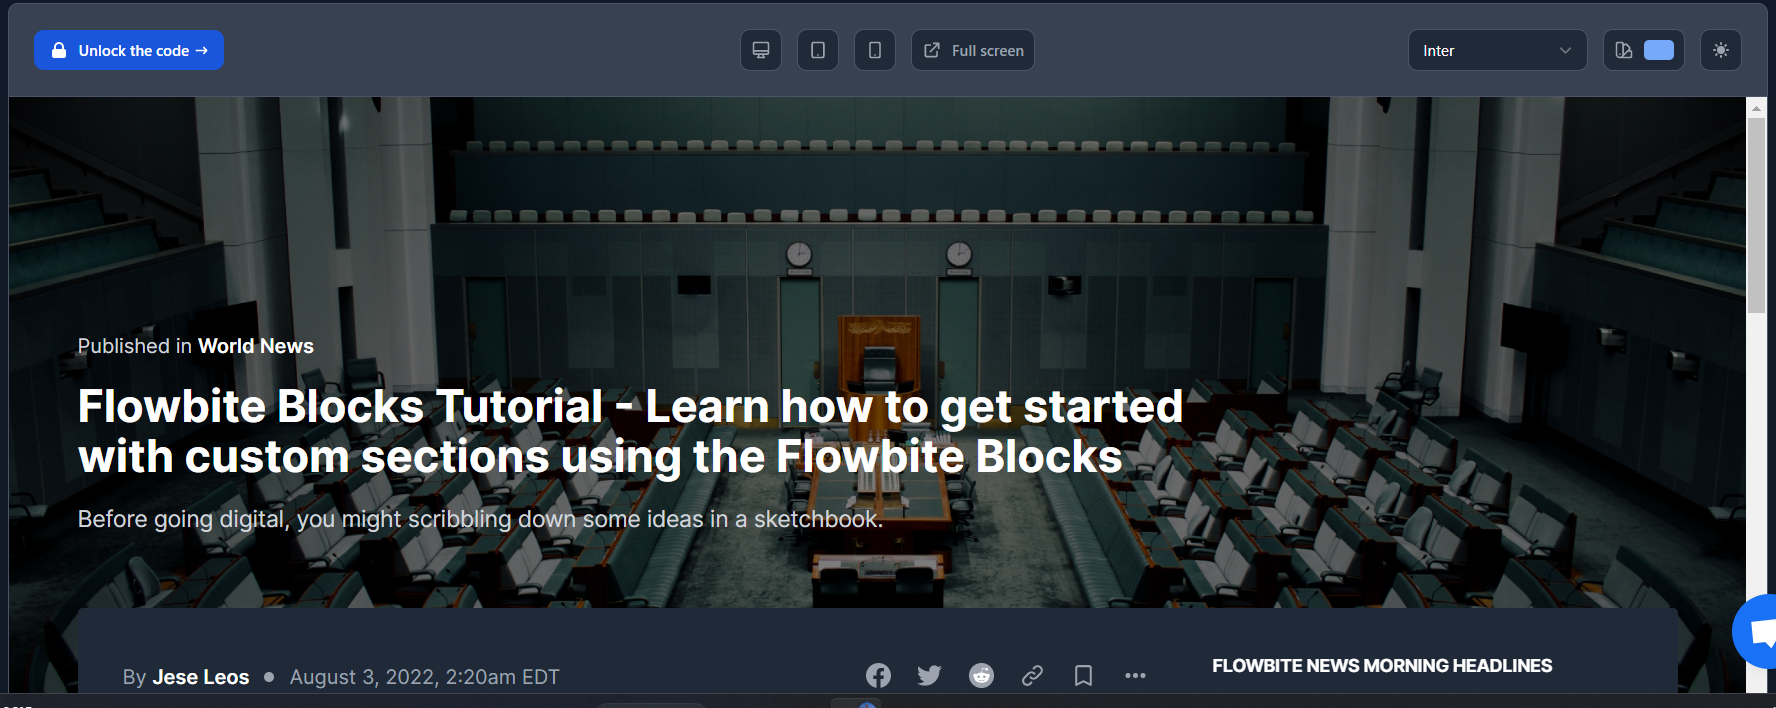 Unlock the code →
Full screen
Inter
Published in World News
Flowbite Blocks Tutorial - Learn how to get started
with custom sections using the Flowbite Blocks
Before going digital, you might scribbling down some ideas in a sketchbook.
By Jese Leos • August 3, 2022, 2:20am EDT
FLOWBITE NEWS MORNING HEADLINES